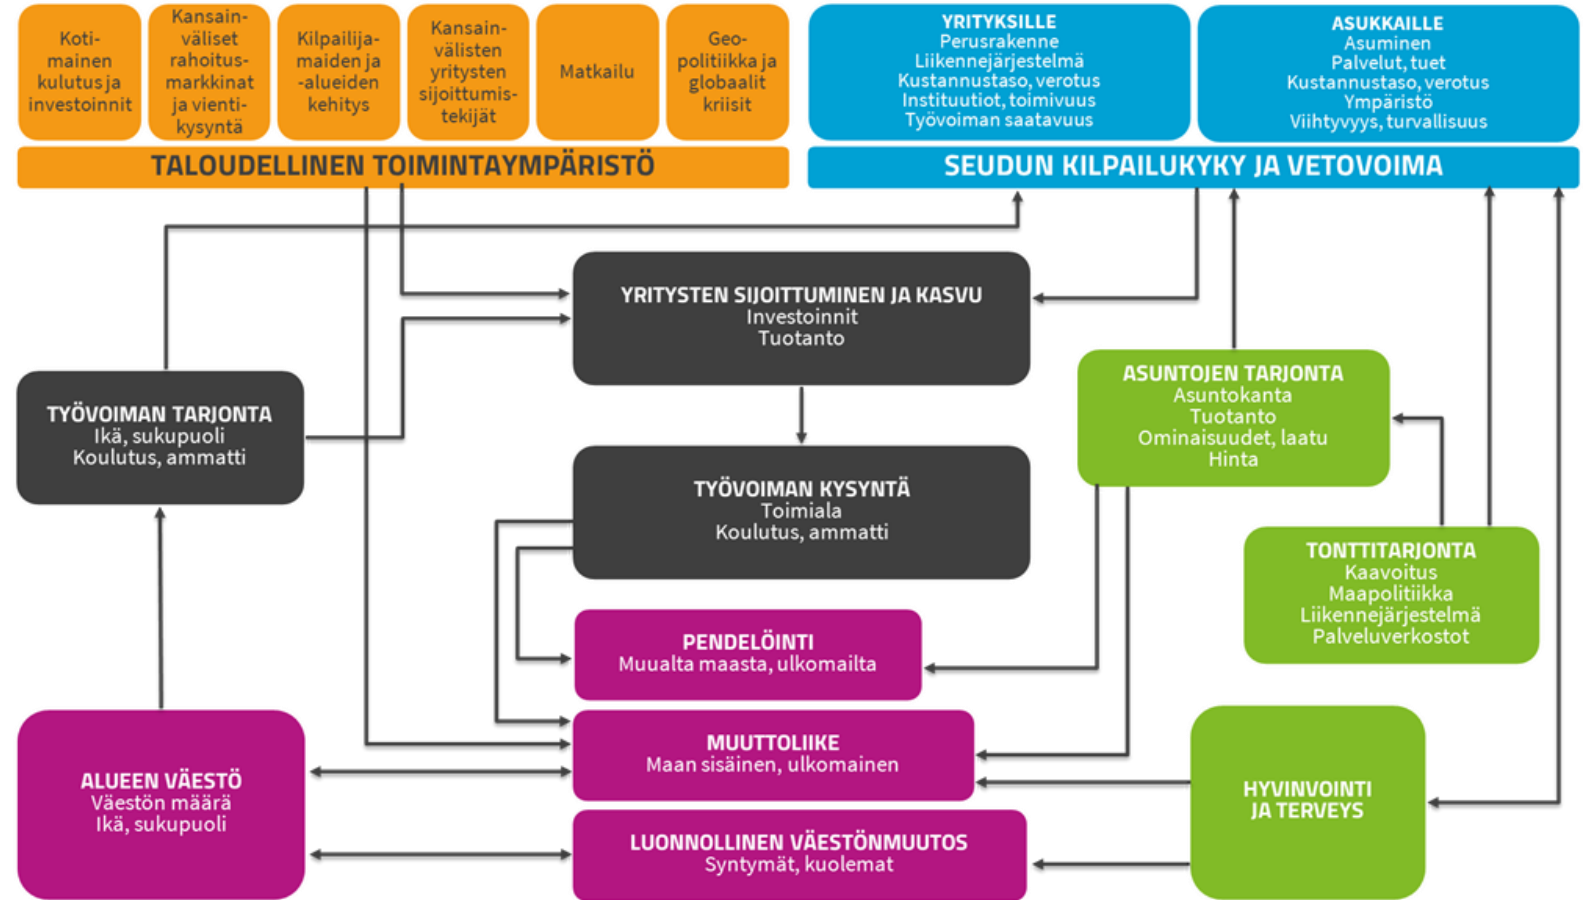 Koti-
mainen
kulutus ja
investoinnit
Kansain-
väliset
rahoitus-
markkinat
ja vienti-
kysyntä
Kilpailija-
maiden ja
-alueiden
kehitys
Kansain-
välisten
yritysten
sijoittumis-
tekijät
Matkailu
Geo-
politiikka ja
globaalit
kriisit
TALOUDELLINEN TOIMINTAYMPÄRISTÖ
YRITYKSILLE
Perusrakenne
Liikennejärjestelmä
Kustannustaso, verotus
Instituutiot, toimivuus
Työvoiman saatavuus
ASUKKAILLE
Asuminen
Palvelut, tuet
Kustannustaso, verotus
Ympäristö
Viihtyvyys, turvallisuus
SEUDUN KILPAILUKYKY JA VETOVOIMA
YRITYSTEN SIJOITTUMINEN JA KASVU
Investoinnit
Tuotanto
TYÖVOIMAN TARJONTA
Ikä, sukupuoli
Koulutus, ammatti
ASUNTOJEN TARJONTA
Asuntokanta
Tuotanto
Ominaisuudet, laatu
Hinta
TYÖVOIMAN KYSYNTÄ
Toimiala
Koulutus, ammatti
TONTTITARJONTA
Kaavoitus
Maapolitiikka
Liikennejärjestelmä
Palveluverkostot
PENDELÖINTI
Muualta maasta, ulkomailta
MUUTTOLIIKE
Maan sisäinen, ulkomainen
ALUEEN VÄESTÖ
Väestön määrä
Ikä, sukupuoli
HYVINVOINTI
JA TERVEYS
LUONNOLLINEN VÄESTÖNMUUTOS
Syntymät, kuolemat